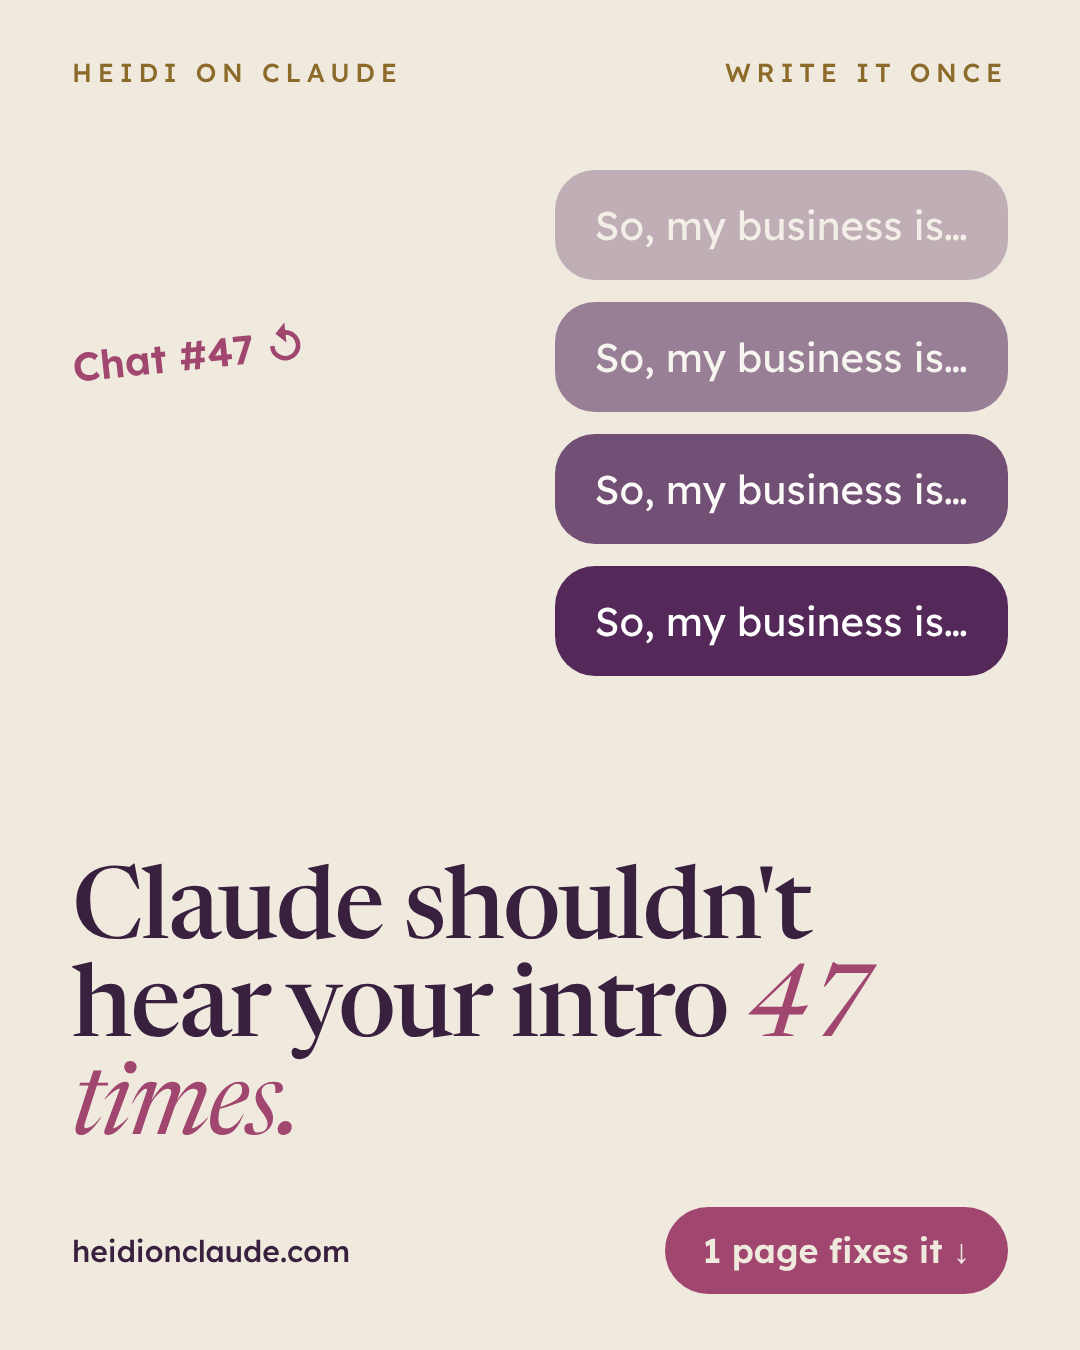 HEIDI ON CLAUDE
WRITE IT ONCE
So, my business is...
Chat #47 ↺
So, my business is...
So, my business is...
So, my business is...
Claude shouldn't
hear your intro 47
times.
heidionclaude.com
1 page fixes it ↓